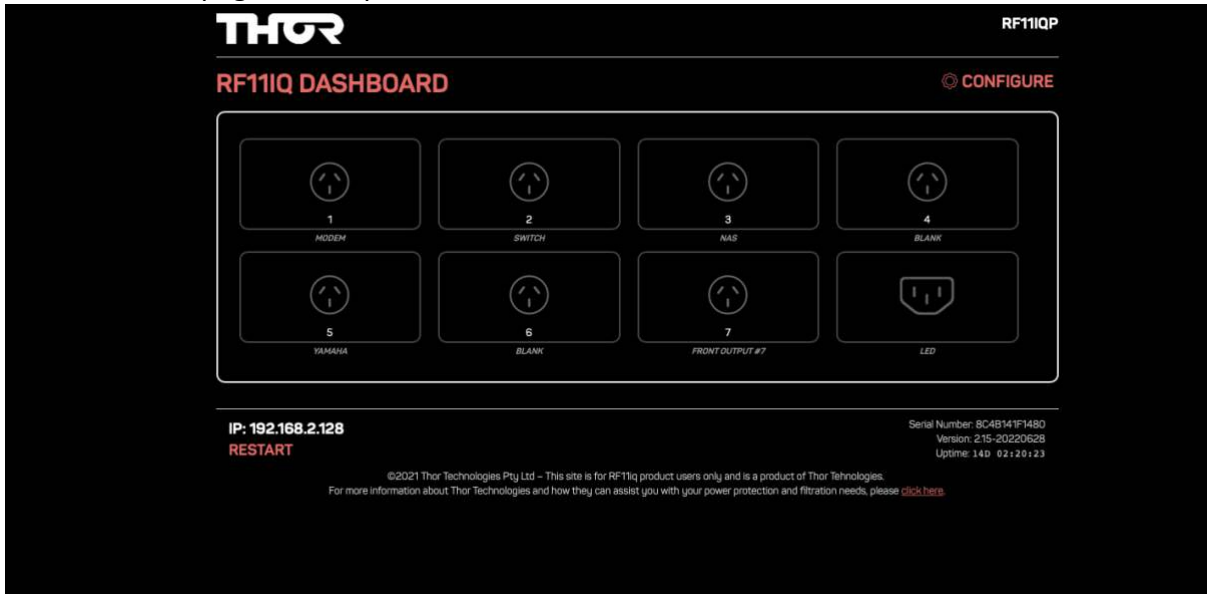 THOR
RF11IQP
RF11IQ DASHBOARD
CONFIGURE
1
2
3
4
MODEM
SWITCH
NAS
BLANK
5
6
7
YAMAHA
BLANK
FRONT OUTPUT #7
LED
IP: 192.168.2.128
RESTART
Serial Number: 8C4B141F1480
Version: 2.15-20220628
Uptime: 14D 02:20:23
©2021 Thor Technologies Pty Ltd – This site is for RF11iq product users only and is a product of Thor Tehnologies.
For more information about Thor Technologies and how they can assist you with your power protection and filtration needs, please click here.